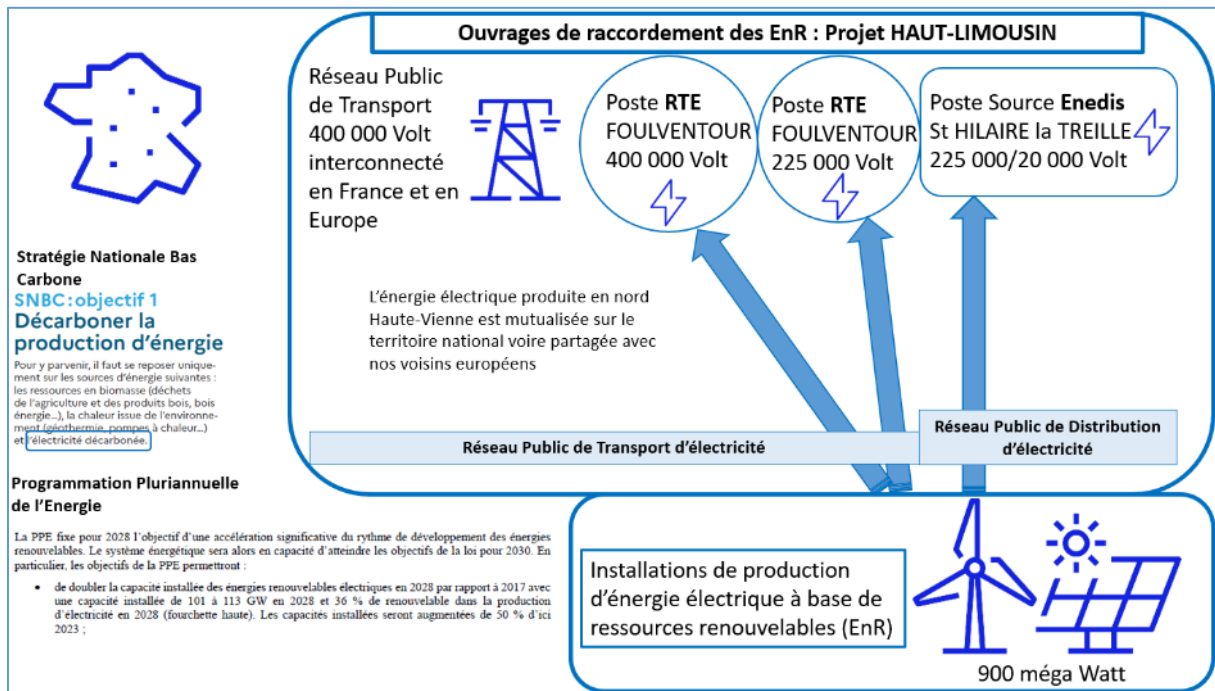 Ouvrages de raccordement des EnR : Projet HAUT-LIMOUSIN
Réseau Public
de Transport
400 000 Volt
interconnecté
en France et en
Europe
Poste RTE
FOULVENTOUR
400 000 Volt
Poste RTE
FOULVENTOUR
225 000 Volt
Poste Source Enedis
St HILAIRE la TREILLE
225 000/20 000 Volt
L'énergie électrique produite en nord
Haute-Vienne est mutualisée sur le
territoire national voire partagée avec
nos voisins européens
Réseau Public de Transport d'électricité
Réseau Public de Distribution
d'électricité
Installations de production
d'énergie électrique à base de
ressources renouvelables (EnR)
900 méga Watt
Stratégie Nationale Bas
Carbone
SNBC : objectif 1
Décarboner la
production d'énergie
Pour y parvenir, il faut se reposer unique-
ment sur les sources d'énergie suivantes :
les ressources en biomasse (déchets
de l'agriculture et des produits bois, bois
énergie…), la chaleur issue de l'environne-
ment (géothermie, pompes à chaleur…)
et l'électricité décarbonée.
Programmation Pluriannuelle
de l'Energie
La PPE fixe pour 2028 l'objectif d'une accélération significative du rythme de développement des énergies
renouvelables. Le système énergétique sera alors en capacité d'atteindre les objectifs de la loi pour 2030. En
particulier, les objectifs de la PPE permettront :
• de doubler la capacité installée des énergies renouvelables électriques en 2028 par rapport à 2017 avec
une capacité installée de 101 à 113 GW en 2028 et 36 % de renouvelable dans la production
d'électricité en 2028 (fourchette haute). Les capacités installées seront augmentées de 50 % d'ici
2023 ;